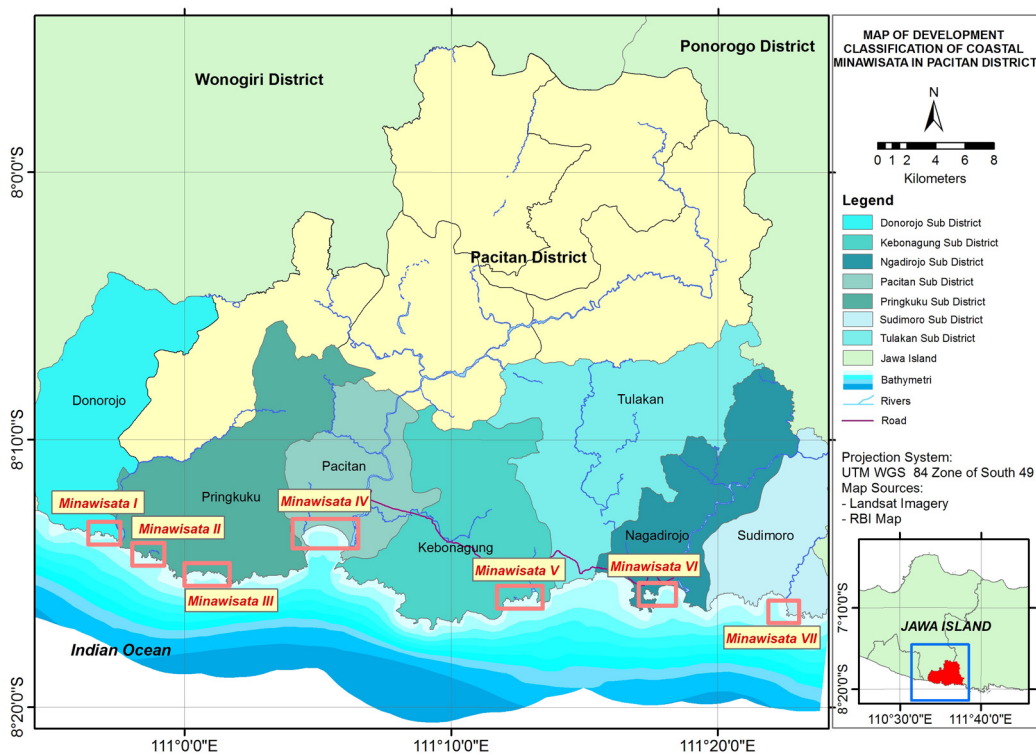 Ponorogo District
Wonogiri District
Pacitan District
Donorojo
Tulakan
Pacitan
Pringkuku
Kebonagung
Nagadirojo
Sudimoro
Minawisata I
Minawisata II
Minawisata III
Minawisata IV
Minawisata V
Minawisata VI
Minawisata VII
Indian Ocean
8°0'0"S
8°10'0"S
8°20'0"S
111°0'0"E
111°10'0"E
111°20'0"E
MAP OF DEVELOPMENT
CLASSIFICATION OF COASTAL
MINAWISATA IN PACITAN DISTRICT
N
0 1 2 4 6 8
Kilometers
Legend
Donorojo Sub District
Kebonagung Sub District
Ngadirojo Sub District
Pacitan Sub District
Pringkuku Sub District
Sudimoro Sub District
Tulakan Sub District
Jawa Island
Bathymetri
Rivers
Road
Projection System:
UTM WGS 84 Zone of South 49
Map Sources:
- Landsat Imagery
- RBI Map
JAWA ISLAND
7°10'0"S
8°20'0"S
110°30'0"E
111°40'0"E